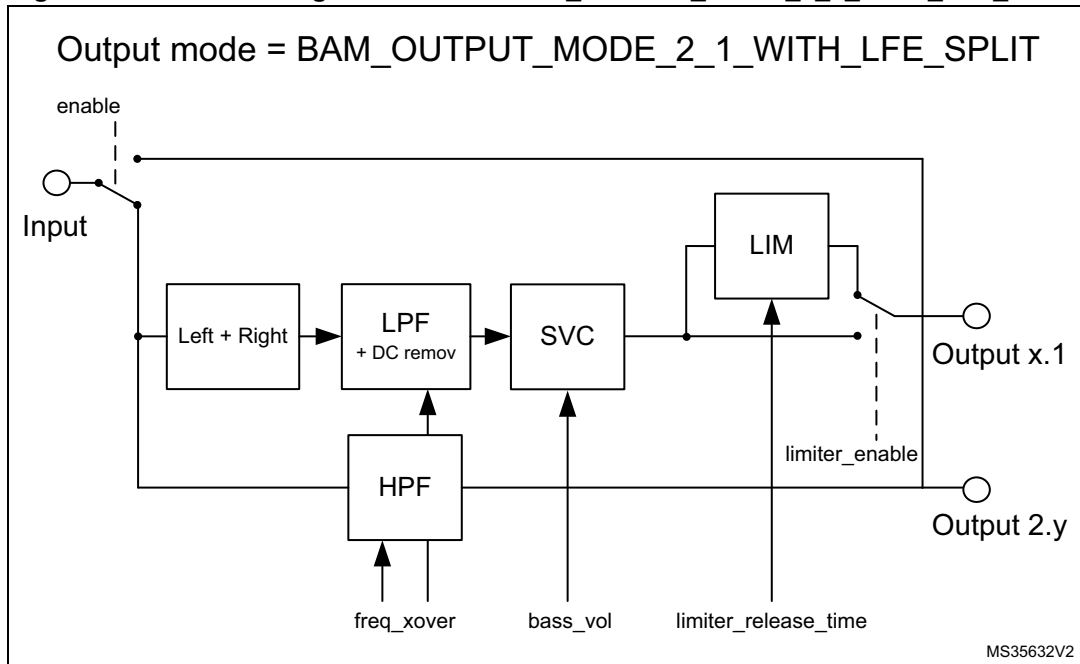 Output mode = BAM_OUTPUT_MODE_2_1_WITH_LFE_SPLIT
enable
Input
LIM
Left + Right
LPF
+ DC remov
SVC
Output x.1
limiter_enable
HPF
Output 2.y
freq_xover
bass_vol
limiter_release_time
MS35632V2